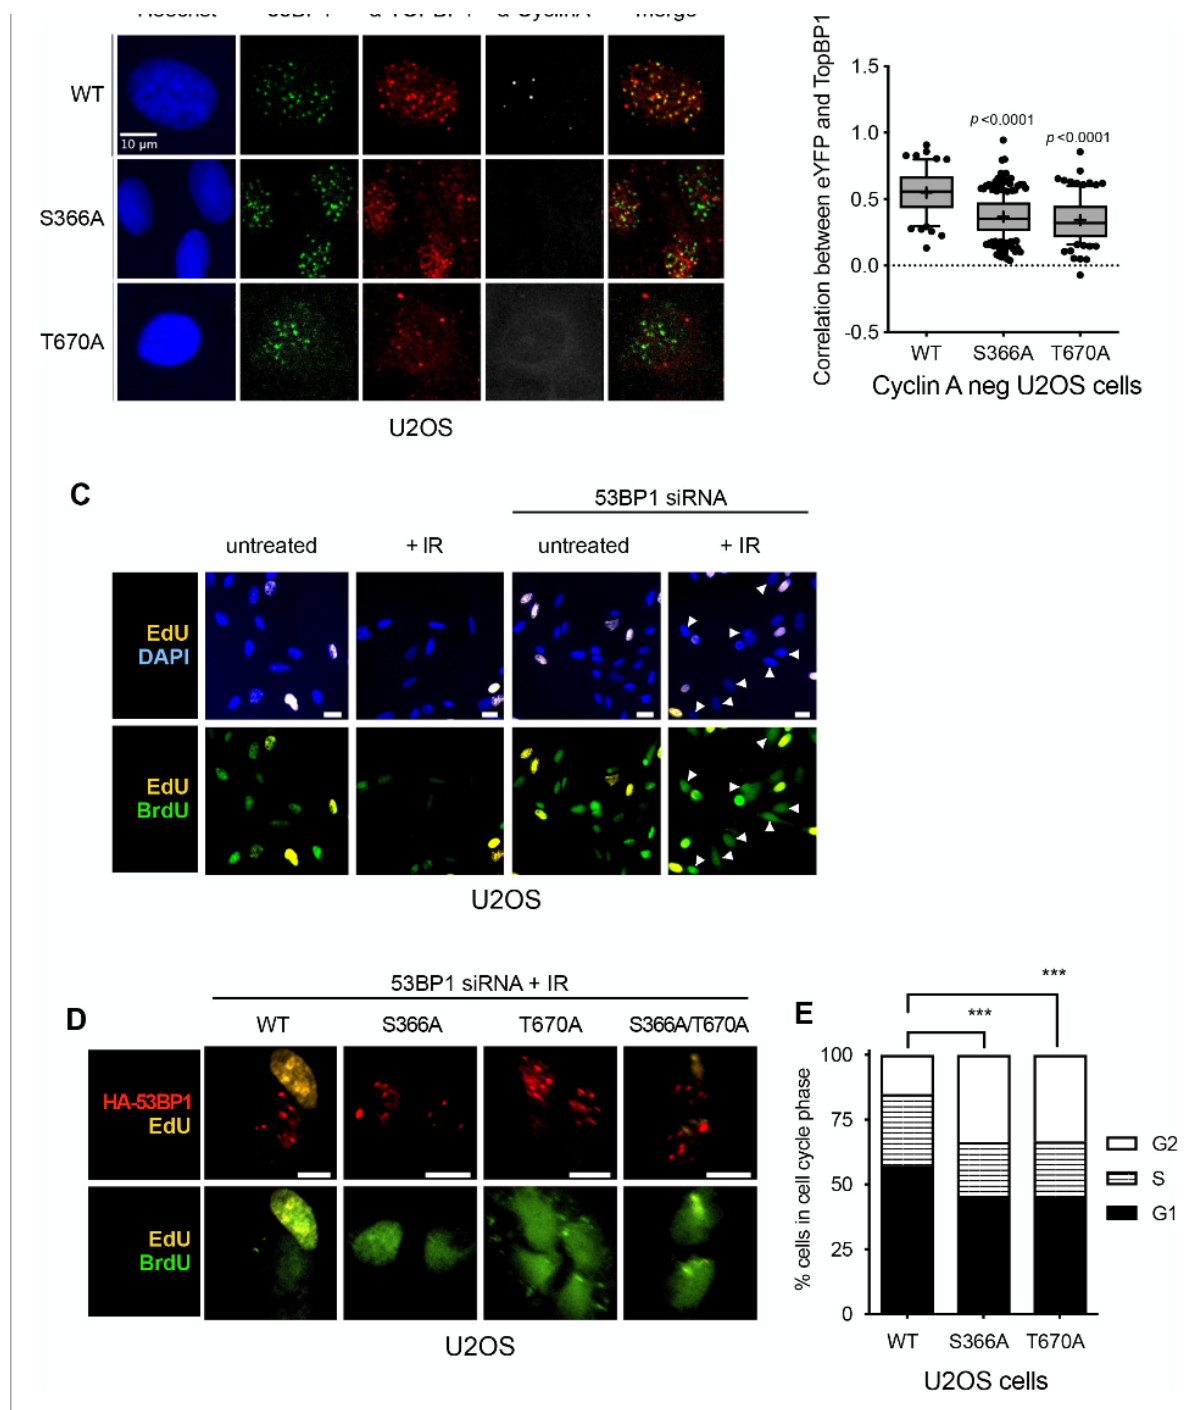 WT
10 μm
S366A
T670A
U2OS
Correlation between eYFP and TopBP1
1.5
1.0
0.5
0.0
-0.5
p<0.0001
p<0.0001
WT S366A T670A
Cyclin A neg U2OS cells
C
53BP1 siRNA
untreated + IR untreated + IR
EdU
DAPI
EdU
BrdU
U2OS
D
53BP1 siRNA + IR
WT S366A T670A S366A/T670A
HA-53BP1
EdU
EdU
BrdU
U2OS
E
***
***
% cells in cell cycle phase
100
75
50
25
0
G2
S
G1
WT S366A T670A
U2OS cells